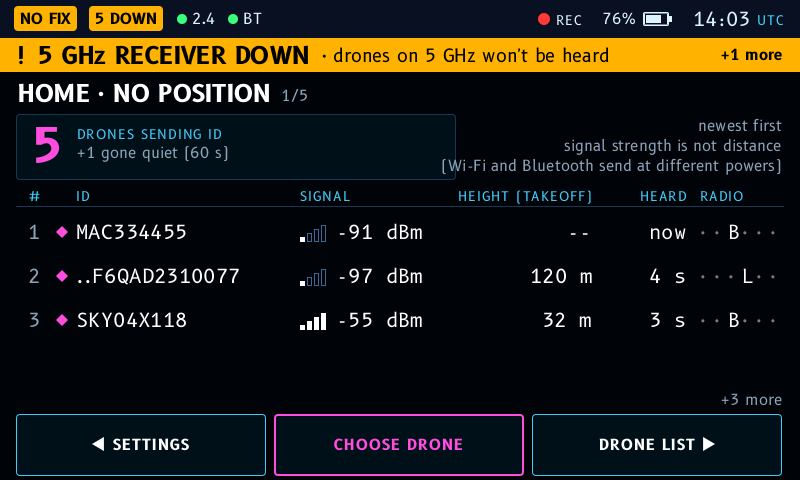 NO FIX 5 DOWN 2.4 BT REC 76% 14:03 UTC
! 5 GHz RECEIVER DOWN · drones on 5 GHz won't be heard +1 more
HOME · NO POSITION 1/5
5 DRONES SENDING ID
+1 gone quiet (60 s)
newest first
signal strength is not distance
(Wi-Fi and Bluetooth send at different powers)
# ID SIGNAL HEIGHT (TAKEOFF) HEARD RADIO
1 ◆ MAC334455 -91 dBm -- now · · B · · ·
2 ◆ ..F6QAD2310077 -97 dBm 120 m 4 s · · · L · ·
3 ◆ SKY04X118 -55 dBm 32 m 3 s · · B · · ·
+3 more
◀ SETTINGS
CHOOSE DRONE
DRONE LIST ▶